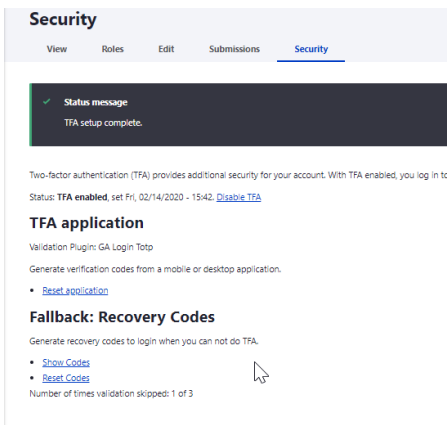 Security
View Roles Edit Submissions Security
Status message
TFA setup complete.
Two-factor authentication (TFA) provides additional security for your account. With TFA enabled, you log in to
Status: TFA enabled, set Fri, 02/14/2020 - 15:42. Disable TFA
TFA application
Validation Plugin: GA Login Totp
Generate verification codes from a mobile or desktop application.
• Reset application
Fallback: Recovery Codes
Generate recovery codes to login when you can not do TFA.
• Show Codes
• Reset Codes
Number of times validation skipped: 1 of 3